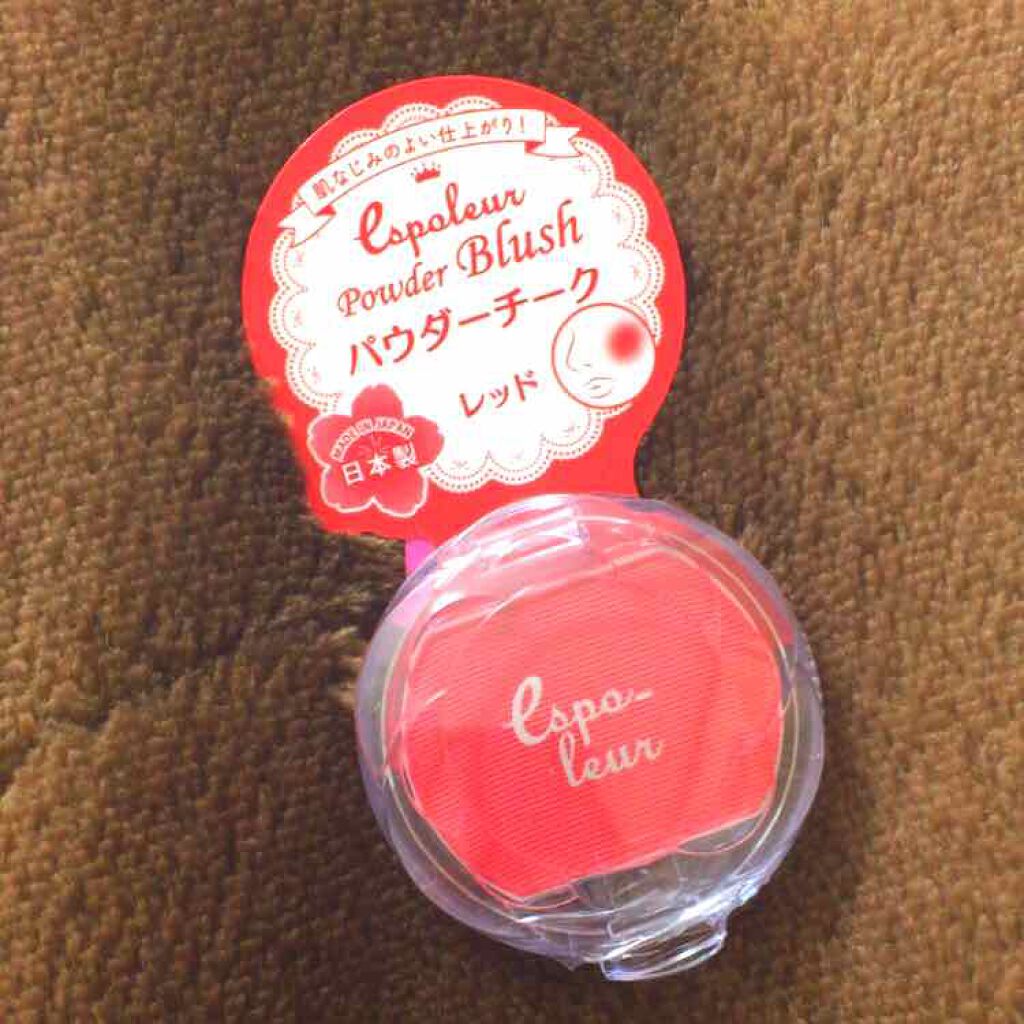 肌なじみのよい仕上がり!
espoleur
Powder Blush
パウダーチーク
レッド
MADE IN JAPAN
日本製
espo-
leur